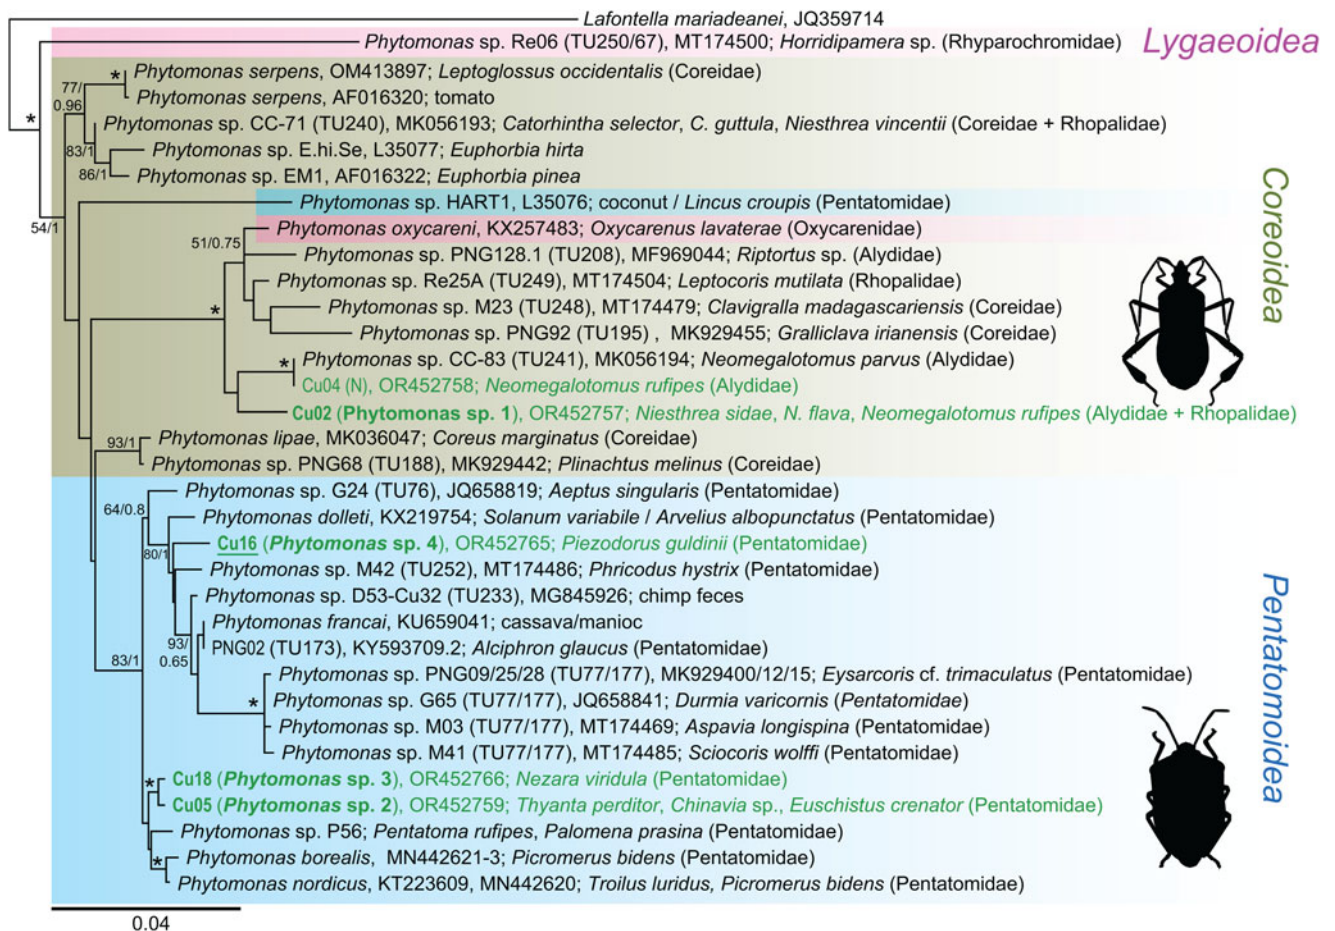 Lafontella mariadeanei, JQ359714
Phytomonas sp. Re06 (TU250/67), MT174500; Horridipamera sp. (Rhyparochromidae)
Lygaeoidea
Phytomonas serpens, OM413897; Leptoglossus occidentalis (Coreidae)
*
77/
0.96
Phytomonas serpens, AF016320; tomato
*
Phytomonas sp. CC-71 (TU240), MK056193; Catorhintha selector, C. guttula, Niesthrea vincentii (Coreidae + Rhopalidae)
83/1
Phytomonas sp. E.hi.Se, L35077; Euphorbia hirta
86/1
Phytomonas sp. EM1, AF016322; Euphorbia pinea
Coreoidea
Phytomonas sp. HART1, L35076; coconut / Lincus croupis (Pentatomidae)
54/1
Phytomonas oxycareni, KX257483; Oxycarenus lavaterae (Oxycarenidae)
51/0.75
Phytomonas sp. PNG128.1 (TU208), MF969044; Riptortus sp. (Alydidae)
Phytomonas sp. Re25A (TU249), MT174504; Leptocoris mutilata (Rhopalidae)
*
Phytomonas sp. M23 (TU248), MT174479; Clavigralla madagascariensis (Coreidae)
Phytomonas sp. PNG92 (TU195) , MK929455; Gralliclava irianensis (Coreidae)
*
Phytomonas sp. CC-83 (TU241), MK056194; Neomegalotomus parvus (Alydidae)
Cu04 (N), OR452758; Neomegalotomus rufipes (Alydidae)
Cu02 (Phytomonas sp. 1), OR452757; Niesthrea sidae, N. flava, Neomegalotomus rufipes (Alydidae + Rhopalidae)
93/1
Phytomonas lipae, MK036047; Coreus marginatus (Coreidae)
Phytomonas sp. PNG68 (TU188), MK929442; Plinachtus melinus (Coreidae)
Phytomonas sp. G24 (TU76), JQ658819; Aeptus singularis (Pentatomidae)
64/0.8
Phytomonas dolleti, KX219754; Solanum variabile / Arvelius albopunctatus (Pentatomidae)
Cu16 (Phytomonas sp. 4), OR452765; Piezodorus guldinii (Pentatomidae)
80/1
Phytomonas sp. M42 (TU252), MT174486; Phricodus hystrix (Pentatomidae)
Pentatomoidea
Phytomonas sp. D53-Cu32 (TU233), MG845926; chimp feces
Phytomonas francai, KU659041; cassava/manioc
93/
0.65
PNG02 (TU173), KY593709.2; Alciphron glaucus (Pentatomidae)
83/1
Phytomonas sp. PNG09/25/28 (TU77/177), MK929400/12/15; Eysarcoris cf. trimaculatus (Pentatomidae)
*
Phytomonas sp. G65 (TU77/177), JQ658841; Durmia varicornis (Pentatomidae)
Phytomonas sp. M03 (TU77/177), MT174469; Aspavia longispina (Pentatomidae)
Phytomonas sp. M41 (TU77/177), MT174485; Sciocoris wolffi (Pentatomidae)
*
Cu18 (Phytomonas sp. 3), OR452766; Nezara viridula (Pentatomidae)
Cu05 (Phytomonas sp. 2), OR452759; Thyanta perditor, Chinavia sp., Euschistus crenator (Pentatomidae)
Phytomonas sp. P56; Pentatoma rufipes, Palomena prasina (Pentatomidae)
*
Phytomonas borealis, MN442621-3; Picromerus bidens (Pentatomidae)
Phytomonas nordicus, KT223609, MN442620; Troilus luridus, Picromerus bidens (Pentatomidae)
0.04